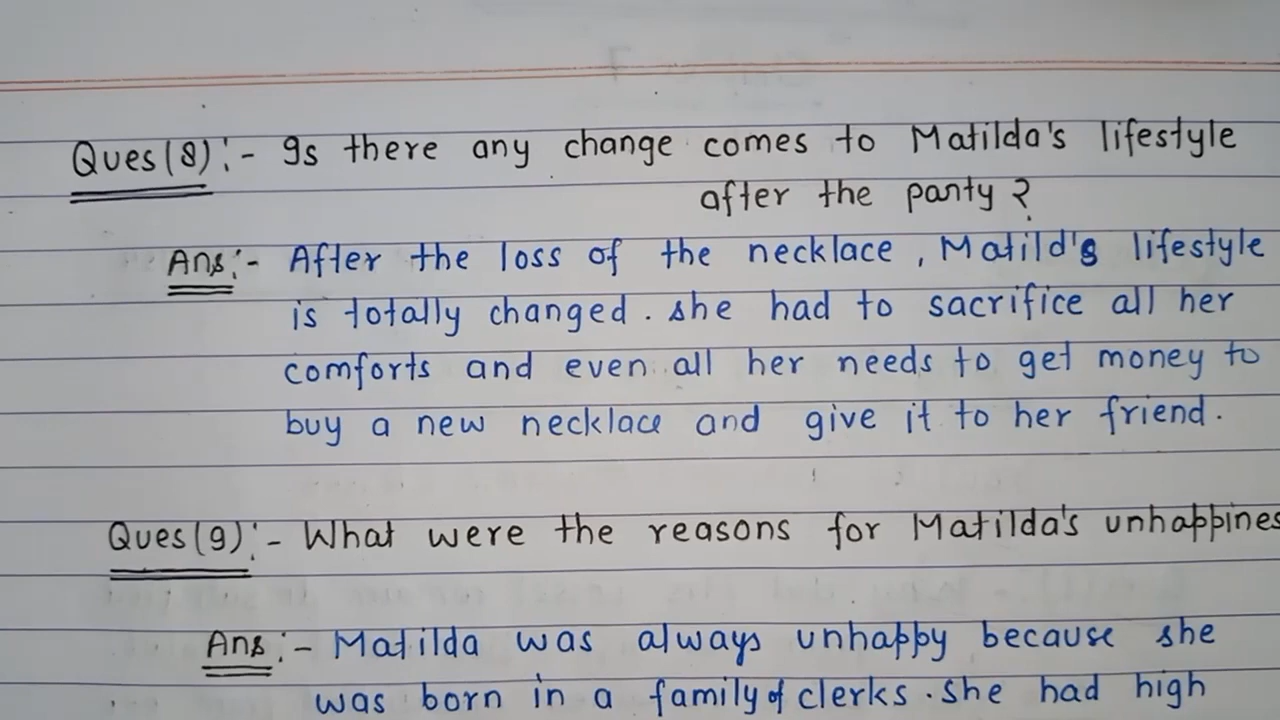 Ques(8):- Is there any change comes to Matilda's lifestyle
after the party?
Ans:- After the loss of the necklace, Matild's lifestyle
is totally changed. she had to sacrifice all her
comforts and even all her needs to get money to
buy a new necklace and give it to her friend.
Ques(9):- What were the reasons for Matilda's unhappines
Ans:- Matilda was always unhappy because she
was born in a family of clerks. She had high